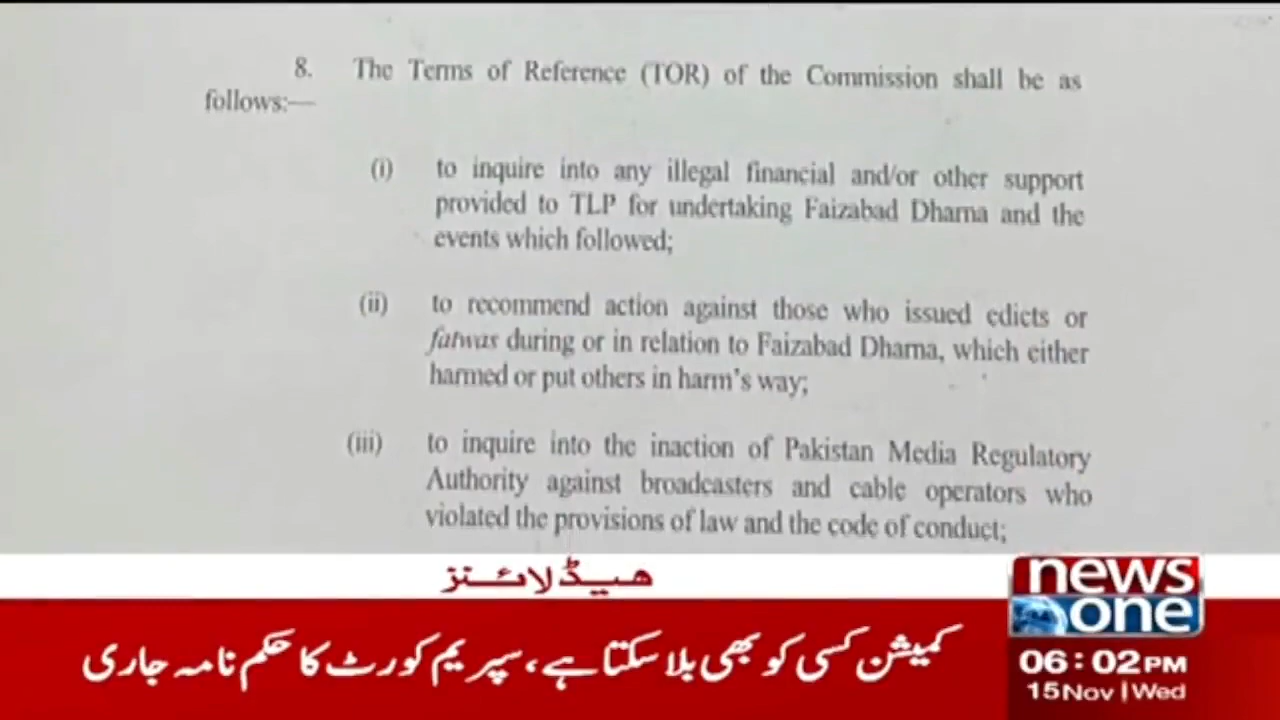 8. The Terms of Reference (TOR) of the Commission shall be as
follows:—
(i) to inquire into any illegal financial and/or other support
provided to TLP for undertaking Faizabad Dharna and the
events which followed;
(ii) to recommend action against those who issued edicts or
fatwas during or in relation to Faizabad Dharna, which either
harmed or put others in harm's way;
(iii) to inquire into the inaction of Pakistan Media Regulatory
Authority against broadcasters and cable operators who
violated the provisions of law and the code of conduct;
ہیڈلائنز
کمیشن کسی کو بھی بلا سکتا ہے، سپریم کورٹ کا حکم نامہ جاری
news
one
06:02PM
15Nov|Wed